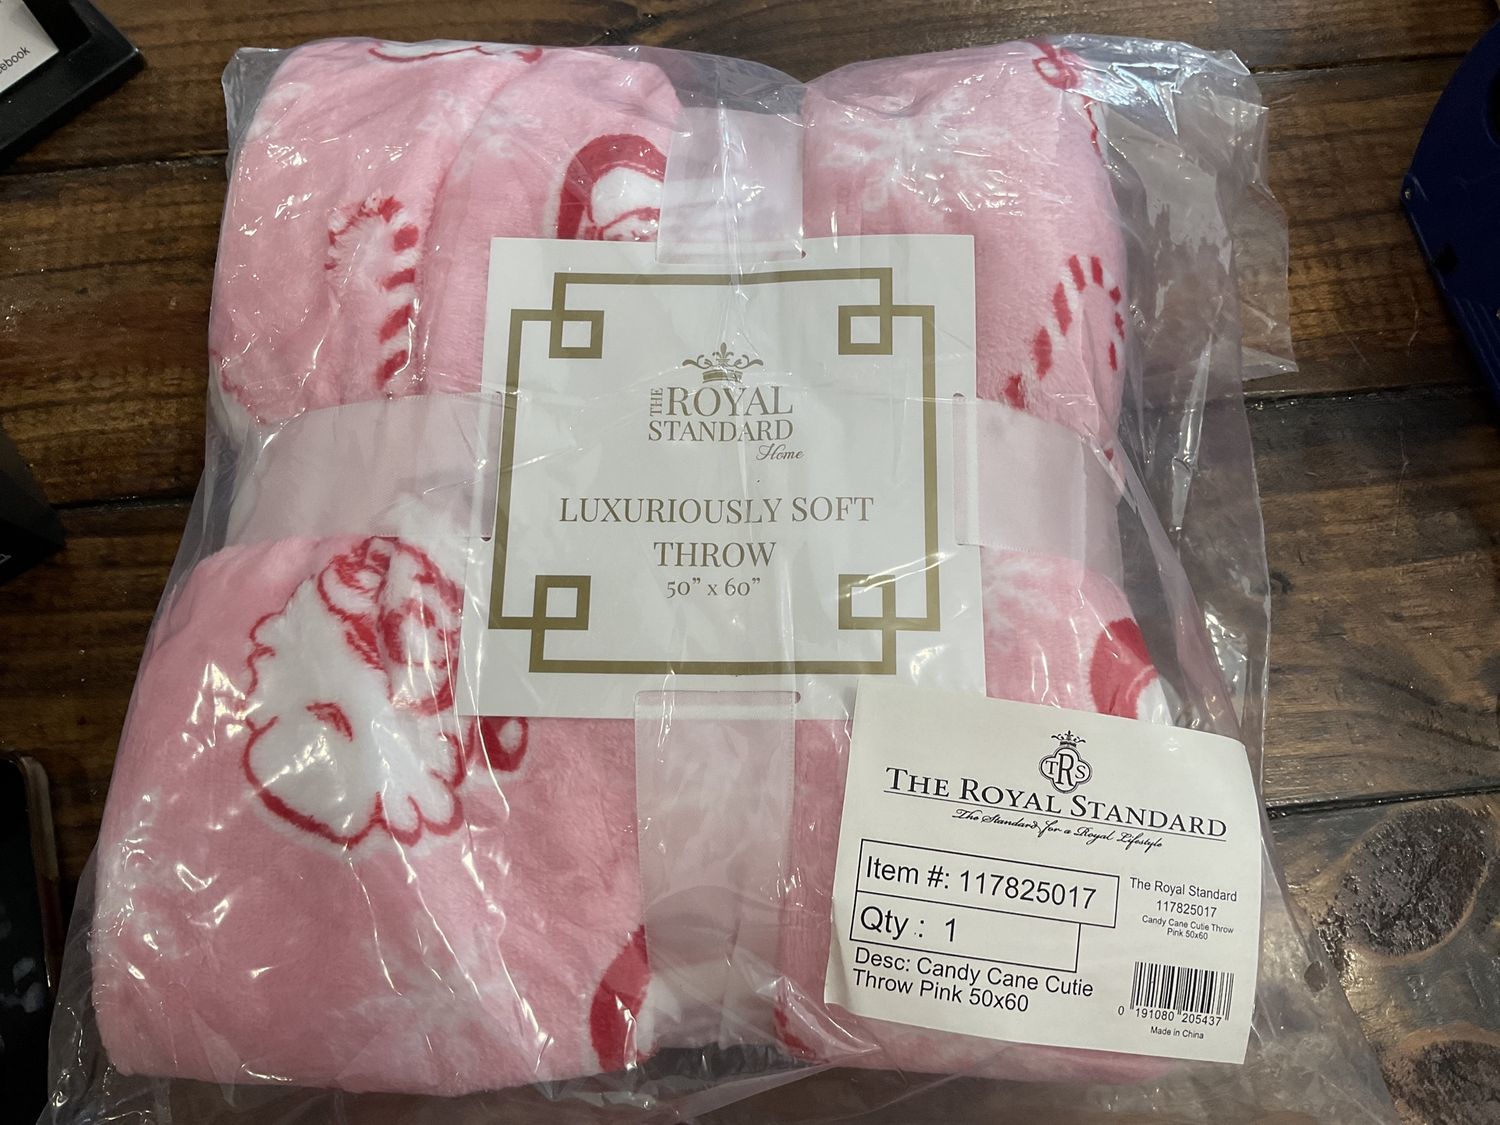 ebook
THE ROYAL
STANDARD
Home
LUXURIOUSLY SOFT
THROW
50" x 60"
TRS
THE ROYAL STANDARD
The Standard for a Royal Lifestyle
Item #: 117825017
Qty : 1
Desc: Candy Cane Cutie
Throw Pink 50x60
The Royal Standard
117825017
Candy Cane Cutie Throw
Pink 50x60
0 191080 205437
Made in China